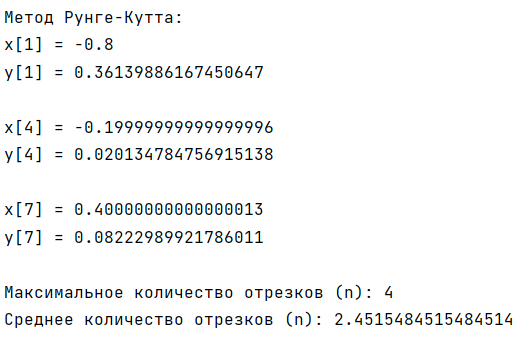 Метод Рунге-Кутта:
x[1] = -0.8
y[1] = 0.36139886167450647
x[4] = -0.19999999999999996
y[4] = 0.020134784756915138
x[7] = 0.40000000000000013
y[7] = 0.08222989921786011
Максимальное количество отрезков (n): 4
Среднее количество отрезков (n): 2.4515484515484514